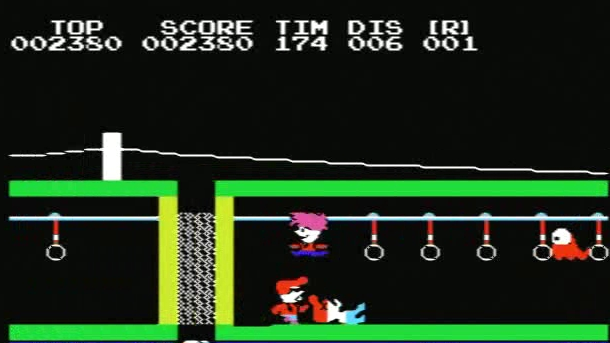 TOP SCORE TIM DIS [R]
002380 002380 174 006 001